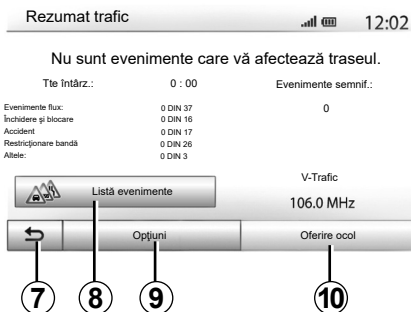 Rezumat trafic 12:02
Nu sunt evenimente care vă afectează traseul.
Tte întârz.: 0 : 00 Evenimente semnif.:
Evenimente flux: 0 DIN 37 0
Închidere și blocare 0 DIN 16
Accident 0 DIN 17
Restricționare bandă 0 DIN 26
Altele: 0 DIN 3
V-Trafic
Listă evenimente
106.0 MHz
Opțiuni Oferire ocol
7 8 9 10